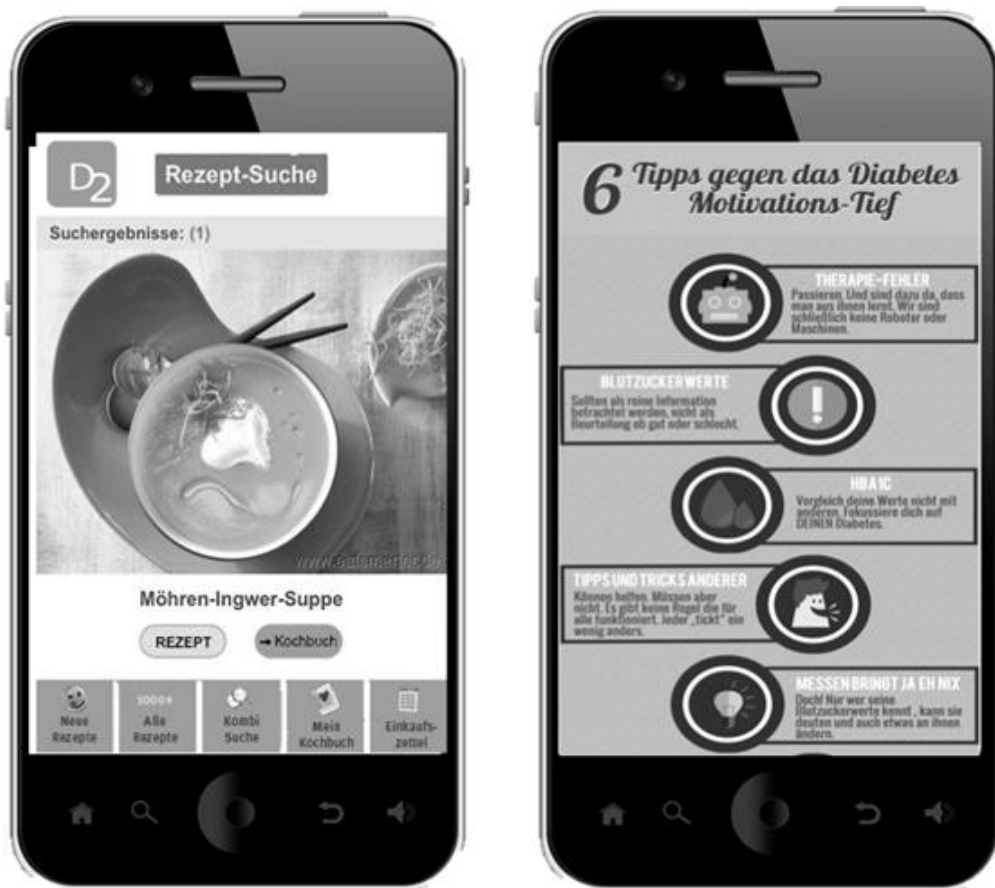 D2
Rezept-Suche
Suchergebnisse: (1)
www.eatsmarter.de
Möhren-Ingwer-Suppe
REZEPT
→ Kochbuch
Neue
Rezepte
1000+
Alle
Rezepte
Kombi
Suche
Mein
Kochbuch
Einkaufs-
zettel
6 Tipps gegen das Diabetes
Motivations-Tief
THERAPIE-FEHLER
Passieren. Und sind dazu da, dass
man aus ihnen lernt. Wir sind
schließlich keine Roboter oder
Maschinen.
BLUTZUCKERWERTE
Sollten als reine Information
betrachtet werden, nicht als
Beurteilung ob gut oder schlecht.
HBA1C
Vergleich deine Werte nicht mit
anderen. Fokussiere dich auf
DEINEN Diabetes.
TIPPS UND TRICKS ANDERER
Können helfen. Müssen aber
nicht. Es gibt keine Regel die für
alle funktioniert. Jeder „tickt“ ein
wenig anders.
MESSEN BRINGT JA EH NIX
Doch! Nur wer seine
Blutzuckerwerte kennt , kann sie
deuten und auch etwas an ihnen
ändern.